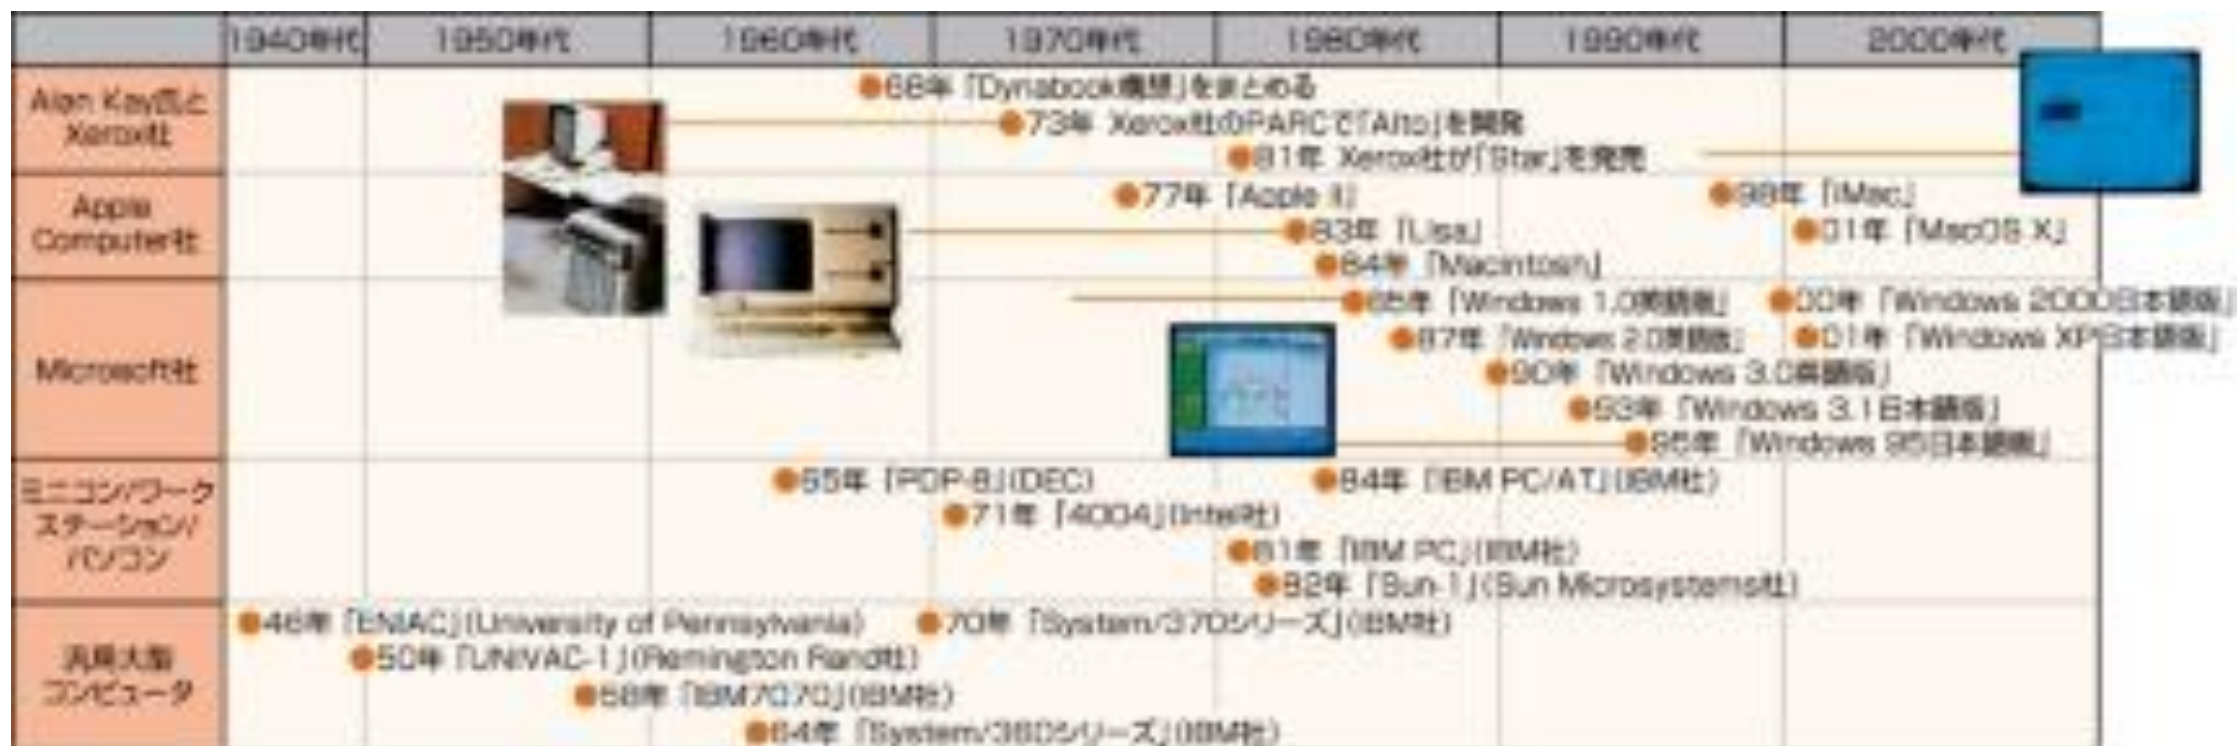 1940年代 1950年代 1960年代 1970年代 1980年代 1990年代 2000年代
Alan Kay氏と
Xerox社
68年「Dynabook構想」をまとめる
73年 Xerox社のPARCで「Alto」を開発
81年 Xerox社が「Star」を発売
Apple
Computer社
77年「Apple II」
98年「iMac」
83年「Lisa」
01年「MacOS X」
84年「Macintosh」
Microsoft社
85年「Windows 1.0英語版」
00年「Windows 2000日本語版」
87年「Windows 2.0英語版」
01年「Windows XP日本語版」
90年「Windows 3.0英語版」
93年「Windows 3.1日本語版」
95年「Windows 95日本語版」
ミニコン/ワーク
ステーション/
パソコン
65年「PDP-8」(DEC)
84年「IBM PC/AT」(IBM社)
71年「4004」(Intel社)
81年「IBM PC」(IBM社)
82年「Sun-1」(Sun Microsystems社)
汎用大型
コンピュータ
46年「ENIAC」(University of Pennsylvania)
70年「System/370シリーズ」(IBM社)
50年「UNIVAC-1」(Remington Rand社)
58年「IBM7070」(IBM社)
64年「System/360シリーズ」(IBM社)